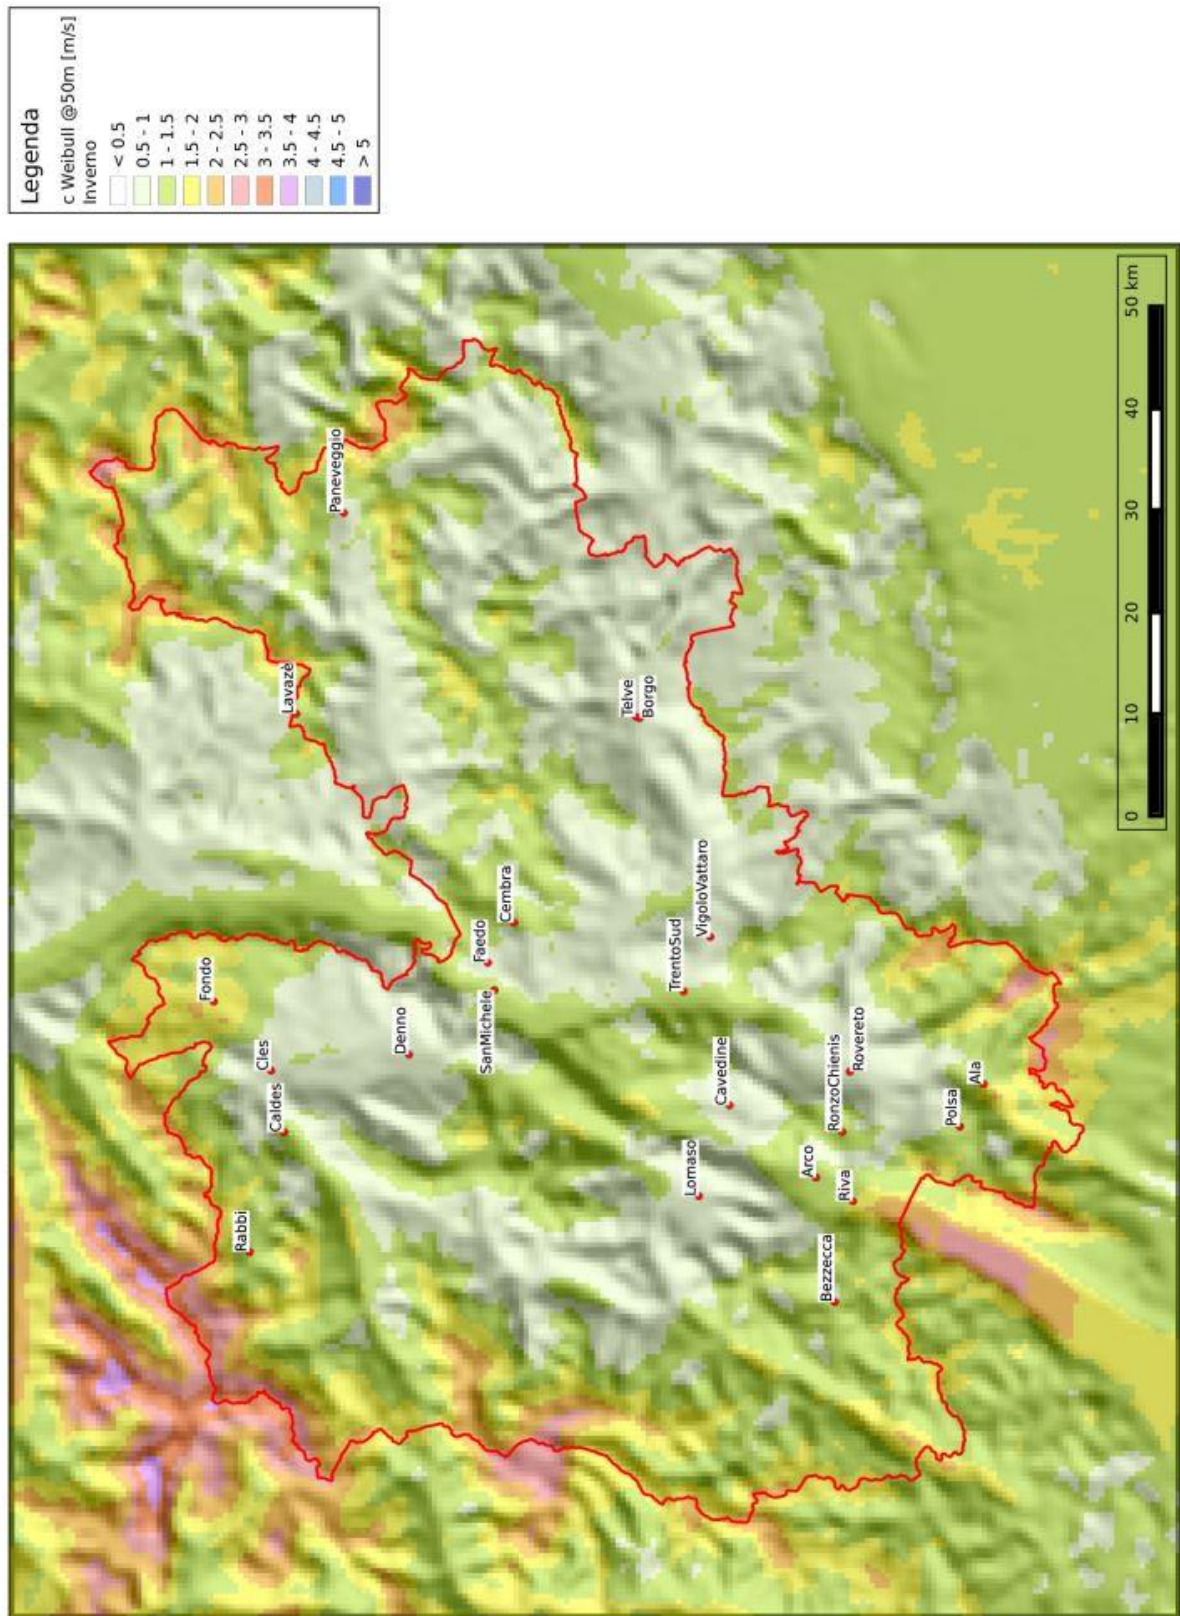 Legenda
c Weibull @50m [m/s]
Inverno
< 0.5
0.5 - 1
1 - 1.5
1.5 - 2
2 - 2.5
2.5 - 3
3 - 3.5
3.5 - 4
4 - 4.5
4.5 - 5
> 5
Rabbi
Caldes
Cles
Fondo
Lavazè
Paneveggio
Denno
SanMichele
Faedo
Cembra
Telve
Borgo
Lomaso
Cavedine
TrentoSud
VigoloVattaro
Bezzecca
Riva
Arco
RonzoChienis
Rovereto
Polsa
Ala
0 10 20 30 40 50 km